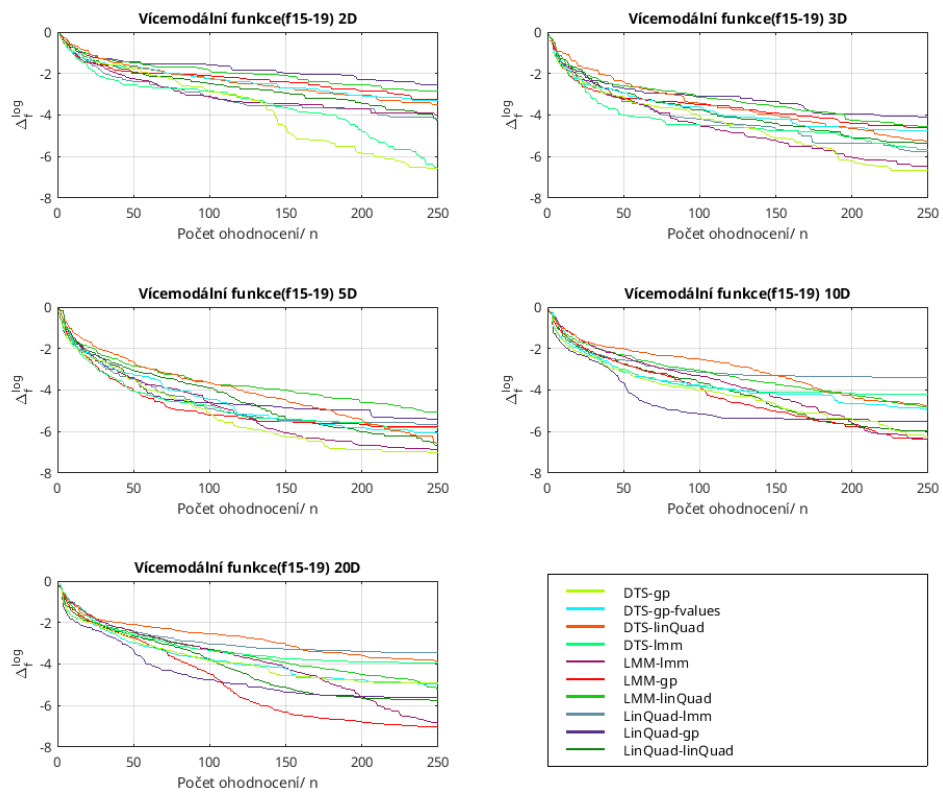 Vícemodální funkce(f15-19) 2D
0
-2
-4
-6
-8
Δf log
0 50 100 150 200 250
Počet ohodnocení/ n
Vícemodální funkce(f15-19) 3D
0
-2
-4
-6
-8
Δf log
0 50 100 150 200 250
Počet ohodnocení/ n
Vícemodální funkce(f15-19) 5D
0
-2
-4
-6
-8
Δf log
0 50 100 150 200 250
Počet ohodnocení/ n
Vícemodální funkce(f15-19) 10D
0
-2
-4
-6
-8
Δf log
0 50 100 150 200 250
Počet ohodnocení/ n
Vícemodální funkce(f15-19) 20D
0
-2
-4
-6
-8
Δf log
0 50 100 150 200 250
Počet ohodnocení/ n
DTS-gp
DTS-gp-fvalues
DTS-linQuad
DTS-lmm
LMM-lmm
LMM-gp
LMM-linQuad
LinQuad-lmm
LinQuad-gp
LinQuad-linQuad